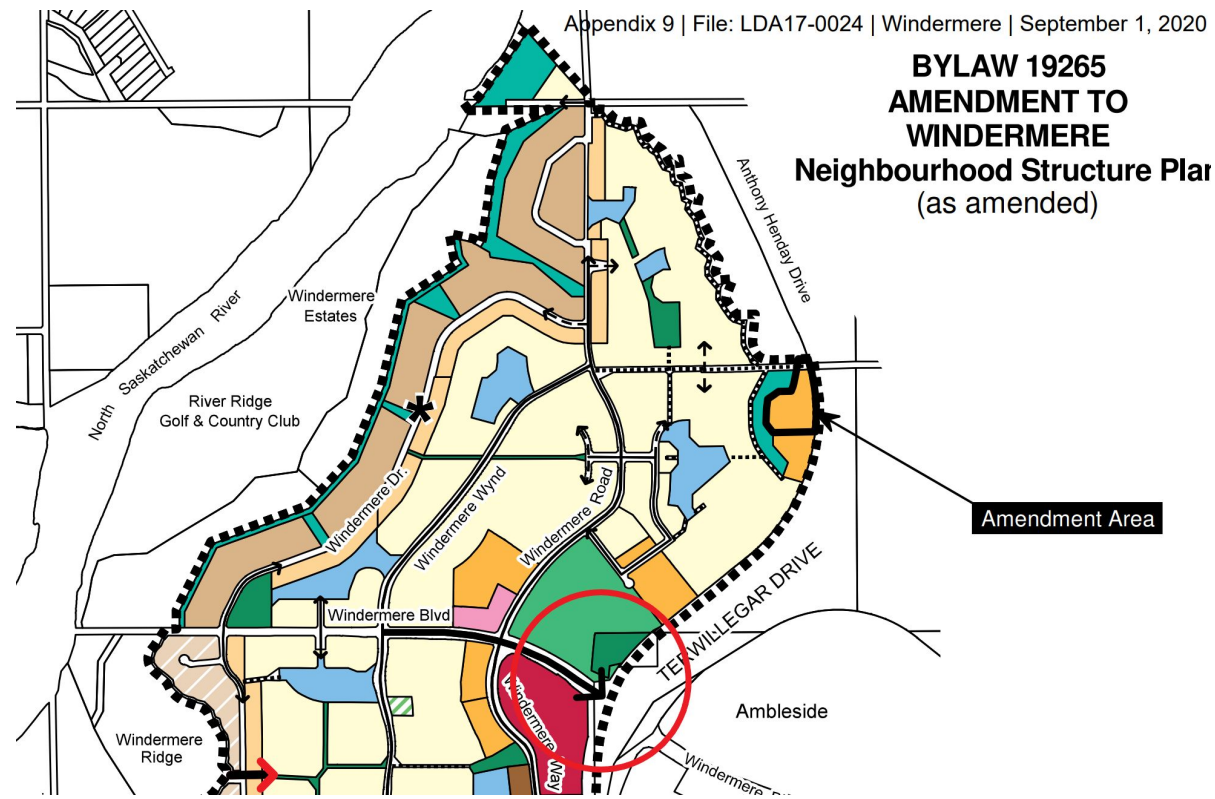 Appendix 9 | File: LDA17-0024 | Windermere | September 1, 2020
BYLAW 19265
AMENDMENT TO
WINDERMERE
Neighbourhood Structure Plan
(as amended)
Anthony Henday Drive
North Saskatchewan River
Windermere
Estates
River Ridge
Golf & Country Club
Windermere Dr.
Windermere Wynd
Windermere Road
Amendment Area
Windermere Blvd
TERWILLEGAR DRIVE
Windermere Way
Ambleside
Windermere
Ridge
Windermere